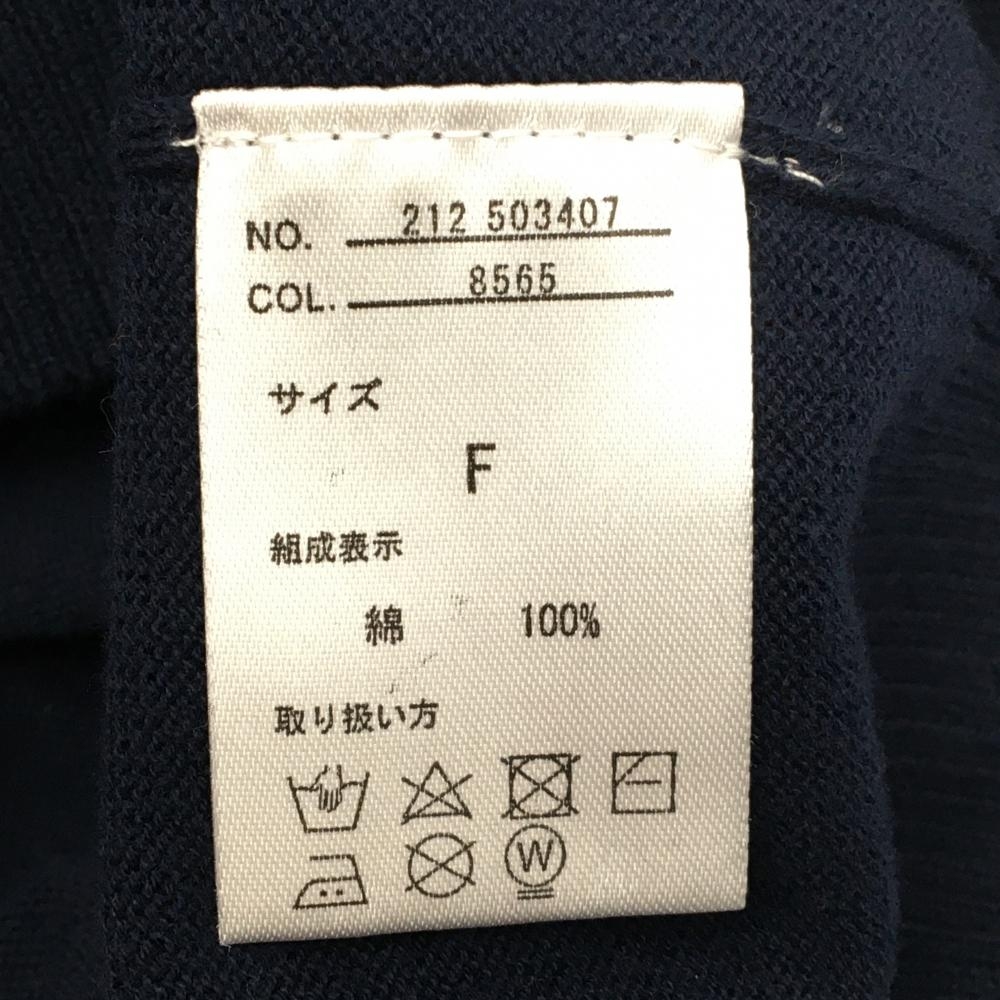 NO. 212 503407
COL. 8565
サイズ
F
組成表示
綿 100%
取り扱い方
W